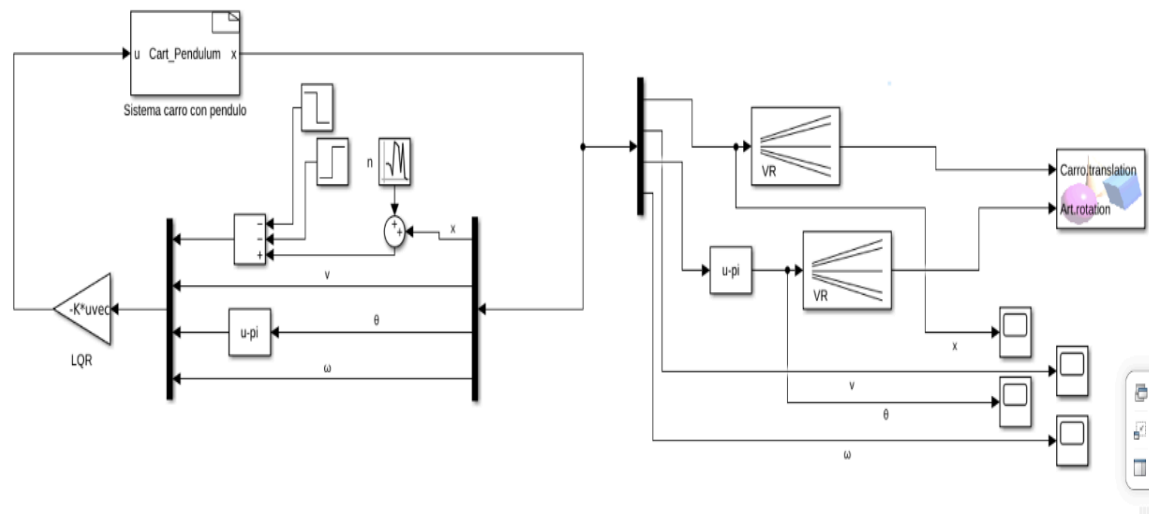 u Cart_Pendulum x
Sistema carro con pendulo
n
x
v
u-pi
θ
ω
-K*uvec
LQR
VR
u-pi
VR
Carro.translation
Art.rotation
x
v
θ
ω